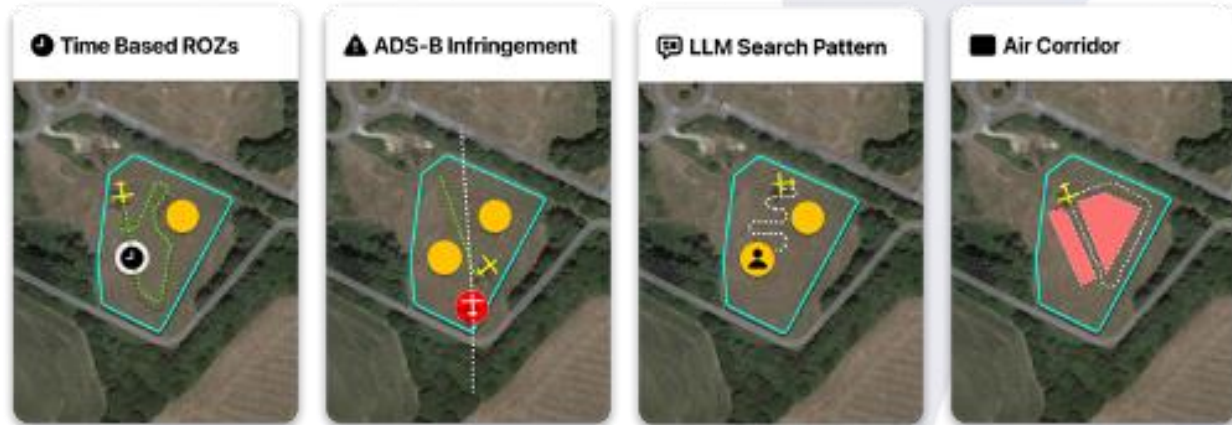 Time Based ROZs
ADS-B Infringement
LLM Search Pattern
Air Corridor